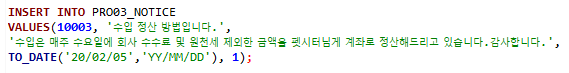 INSERT INTO PRO03_NOTICE
VALUES(10003, '수입 정산 방법입니다.',
'수입은 매주 수요일에 회사 수수료 및 원천세 제외한 금액을 펫시터님께 계좌로 정산해드리고 있습니다.감사합니다.',
TO_DATE('20/02/05','YY/MM/DD'), 1);